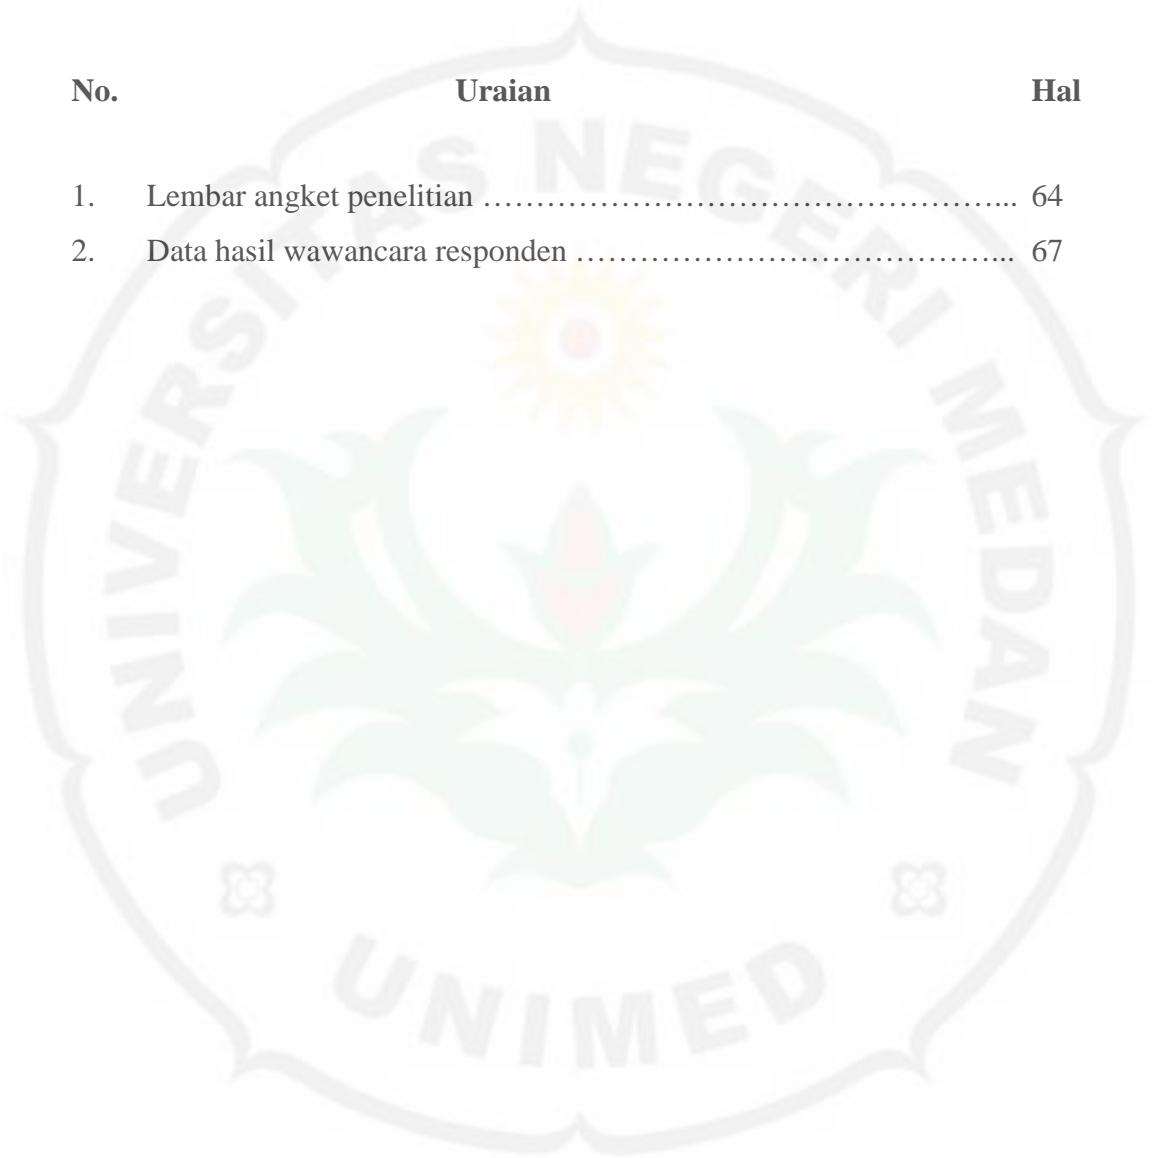 No. Uraian Hal
1. Lembar angket penelitian ……………………………………………... 64
2. Data hasil wawancara responden …………………………………... 67
UNIVERSITAS NEGERI MEDAN
UNIMED